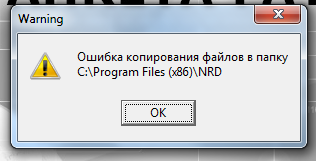 Warning
Ошибка копирования файлов в папку
C:\Program Files (x86)\NRD
OK